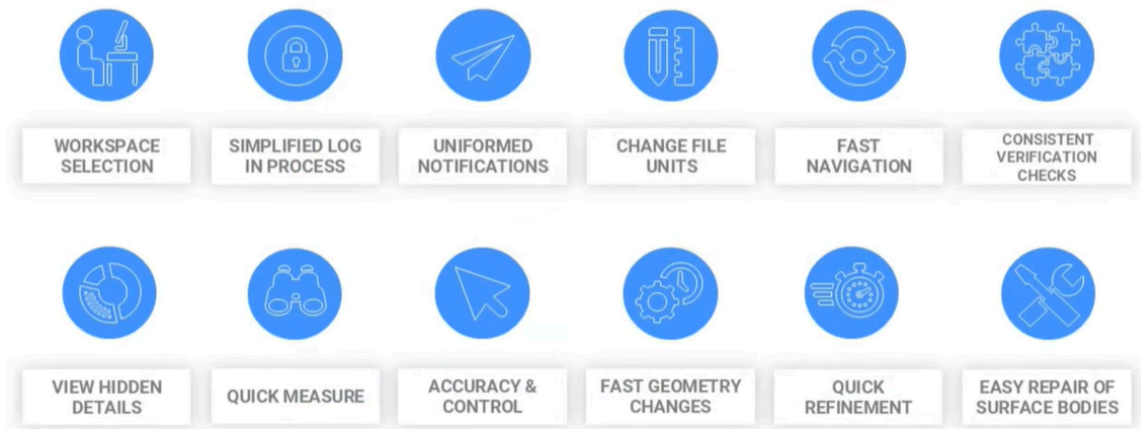 WORKSPACE
SELECTION
SIMPLIFIED LOG
IN PROCESS
UNIFORMED
NOTIFICATIONS
CHANGE FILE
UNITS
FAST
NAVIGATION
CONSISTENT
VERIFICATION
CHECKS
VIEW HIDDEN
DETAILS
QUICK MEASURE
ACCURACY &
CONTROL
FAST GEOMETRY
CHANGES
QUICK
REFINEMENT
EASY REPAIR OF
SURFACE BODIES